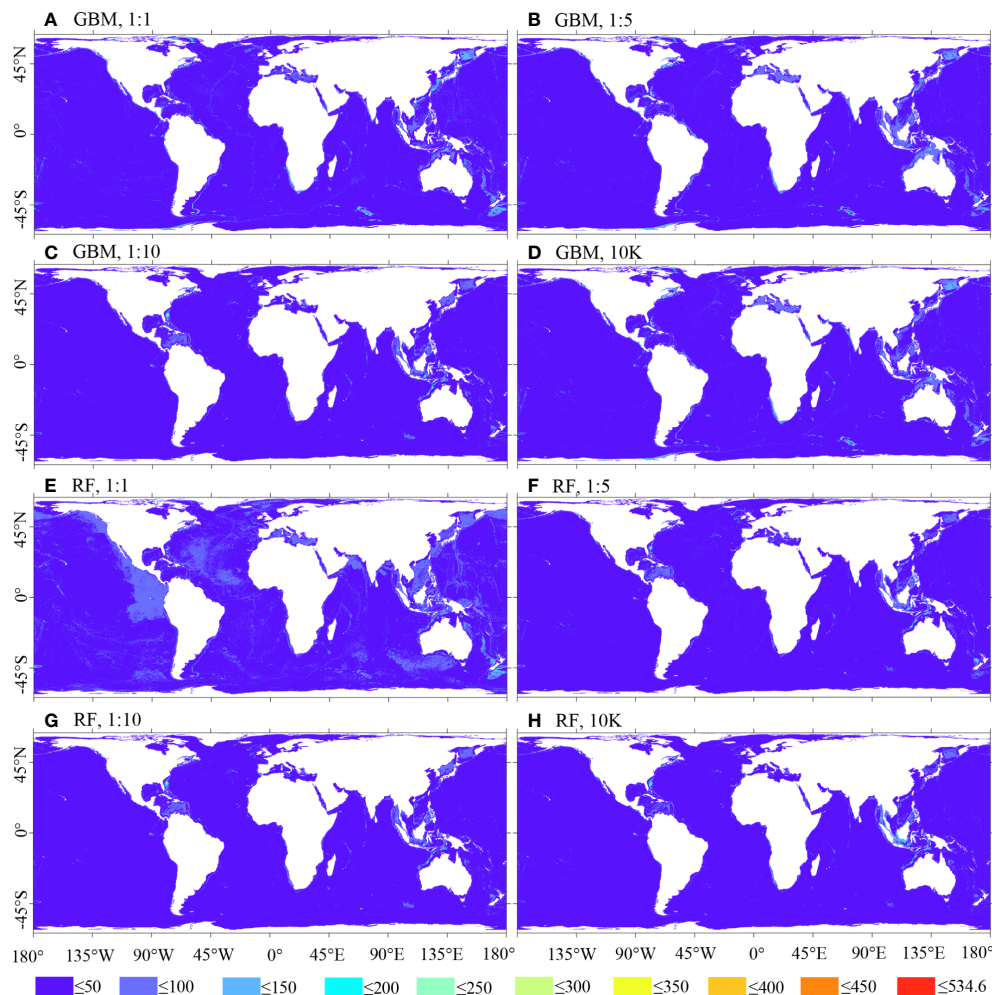 A GBM, 1:1
B GBM, 1:5
45°N
0°
-45°S
C GBM, 1:10
D GBM, 10K
45°N
0°
-45°S
E RF, 1:1
F RF, 1:5
45°N
0°
-45°S
G RF, 1:10
H RF, 10K
45°N
0°
-45°S
180° 135°W 90°W 45°W 0° 45°E 90°E 135°E 180° 135°W 90°W 45°W 0° 45°E 90°E 135°E 180°
≤50 ≤100 ≤150 ≤200 ≤250 ≤300 ≤350 ≤400 ≤450 ≤534.6